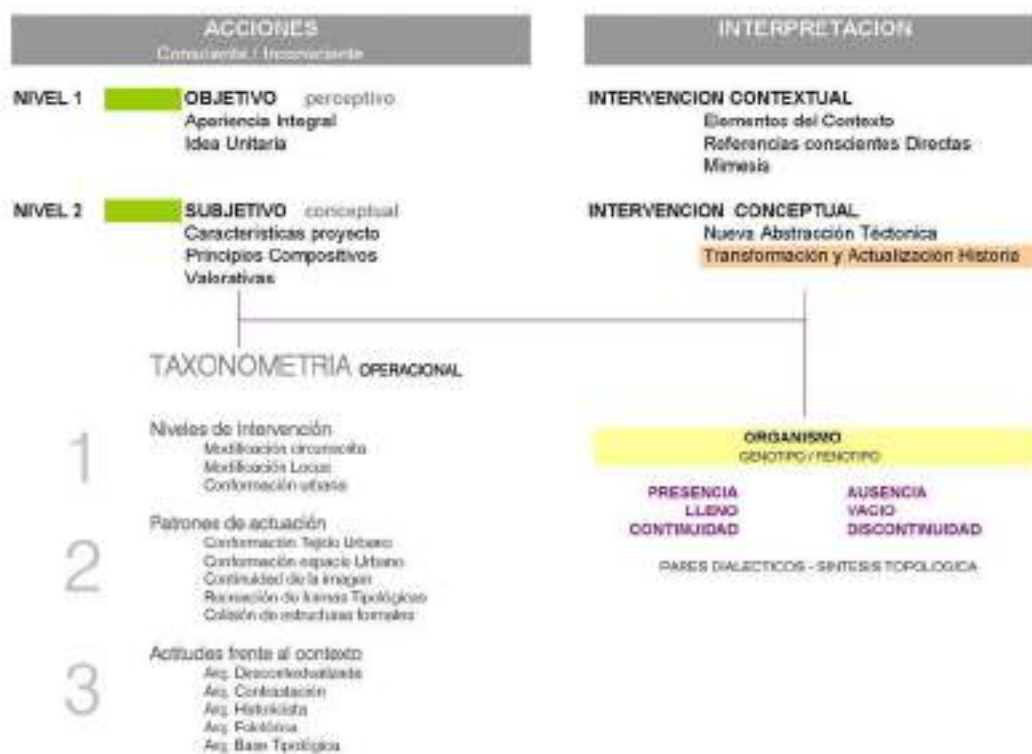 ACCIONES
Consciente / Inconsciente
INTERPRETACION
NIVEL 1
OBJETIVO perceptivo
Apariencia Integral
Idea Unitaria
INTERVENCION CONTEXTUAL
Elementos del Contexto
Referencias conscientes Directas
Mimesis
NIVEL 2
SUBJETIVO conceptual
Características proyecto
Principios Compositivos
Valorativas
INTERVENCION CONCEPTUAL
Nueva Abstracción Téctonica
Transformación y Actualización Historia
TAXONOMETRIA OPERACIONAL
1
Niveles de Intervención
Modificación circunscrita
Modificación Locus
Conformación urbana
2
Patrones de actuación
Conformación Tejido Urbano
Conformación espacio Urbano
Continuidad de la imagen
Recreación de formas Tipológicas
Colisión de estructuras formales
3
Actitudes frente al contexto
Arq. Descontextualizada
Arq. Contrastación
Arq. Historicista
Arq. Folklórica
Arq. Base Tipológica
ORGANISMO
GENOTIPO / FENOTIPO
PRESENCIA AUSENCIA
LLENO VACIO
CONTINUIDAD DISCONTINUIDAD
PARES DIALECTICOS - SINTESIS TOPOLOGICA